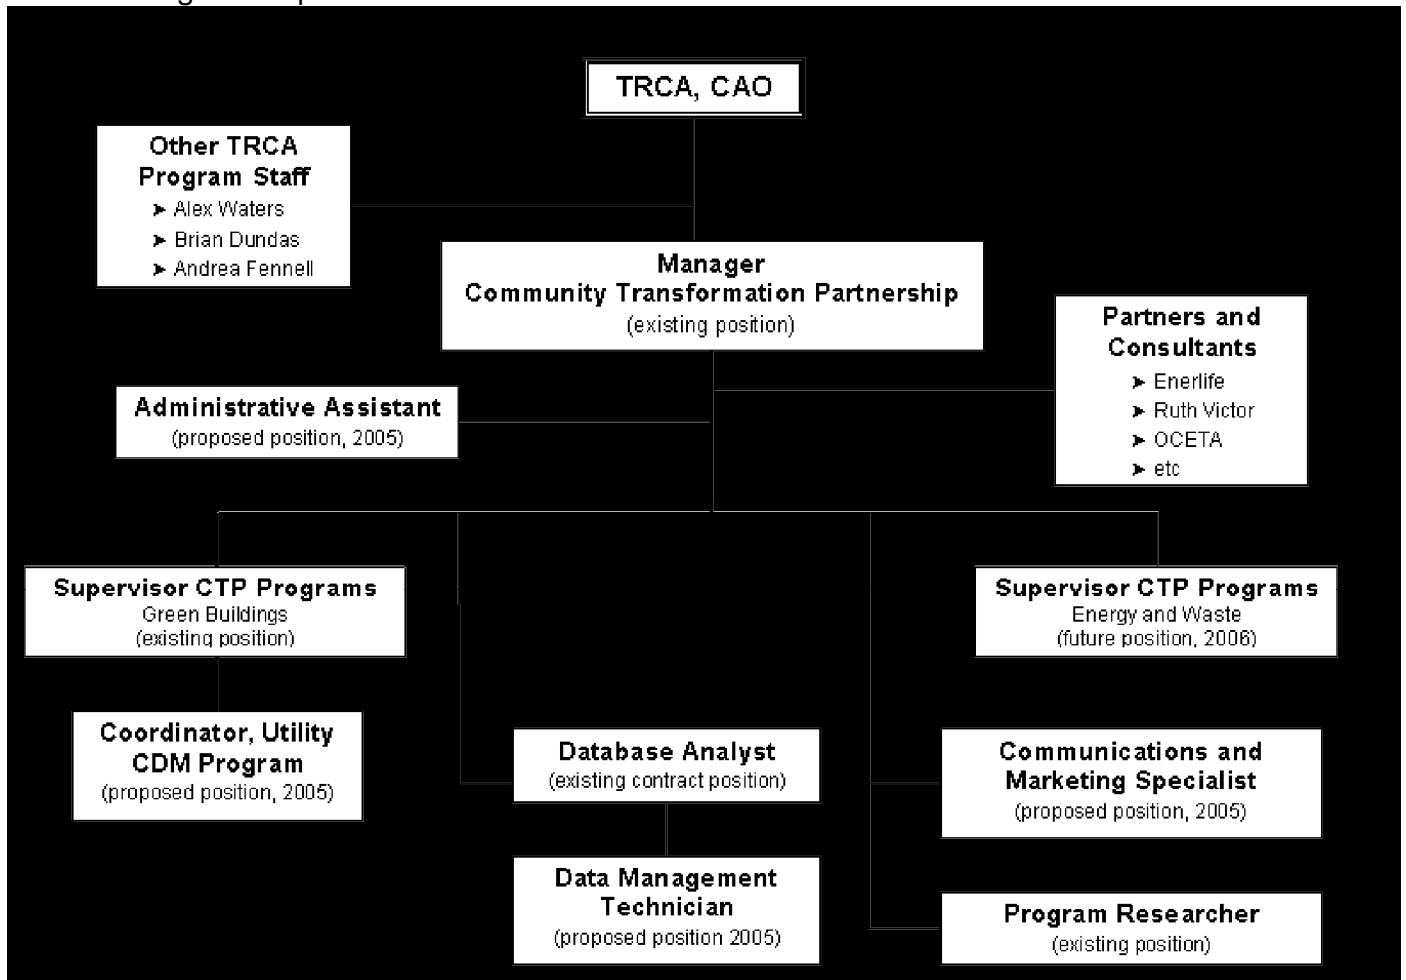 TRCA, CAO
Other TRCA
Program Staff
➤ Alex Waters
➤ Brian Dundas
➤ Andrea Fennell
Manager
Community Transformation Partnership
(existing position)
Partners and
Consultants
➤ Enerlife
➤ Ruth Victor
➤ OCETA
➤ etc
Administrative Assistant
(proposed position, 2005)
Supervisor CTP Programs
Green Buildings
(existing position)
Supervisor CTP Programs
Energy and Waste
(future position, 2006)
Coordinator, Utility
CDM Program
(proposed position, 2005)
Database Analyst
(existing contract position)
Communications and
Marketing Specialist
(proposed position, 2005)
Data Management
Technician
(proposed position 2005)
Program Researcher
(existing position)